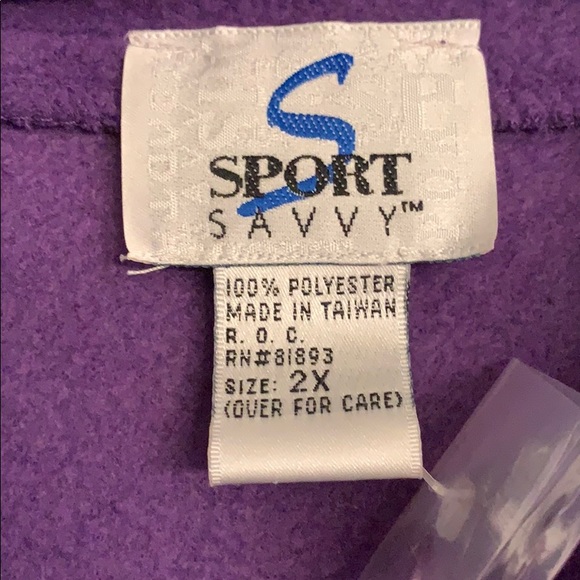 S
SPORT
SAVVY™
100% POLYESTER
MADE IN TAIWAN
R. O. C.
RN#81893
SIZE: 2X
(OVER FOR CARE)